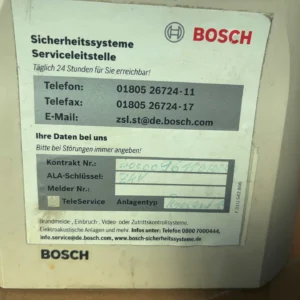 BOSCH
Sicherheitssysteme
Serviceleitstelle
Täglich 24 Stunden für Sie erreichbar!
Telefon: 01805 26724-11
Telefax: 01805 26724-17
E-Mail: zsl.st@de.bosch.com
Ihre Daten bei uns
Bitte bei Störungen immer angeben!
Kontrakt Nr.:
ALA-Schlüssel:
Melder Nr.:
TeleService Anlagentyp
Brandmelde-, Einbruch-, Video- oder Zutrittskontrollsysteme,
Elektroakustische Anlagen und mehr. Infos unter: Telefon 0800 7000444,
info.service@de.bosch.com, www.bosch-sicherheitssysteme.de
BOSCH